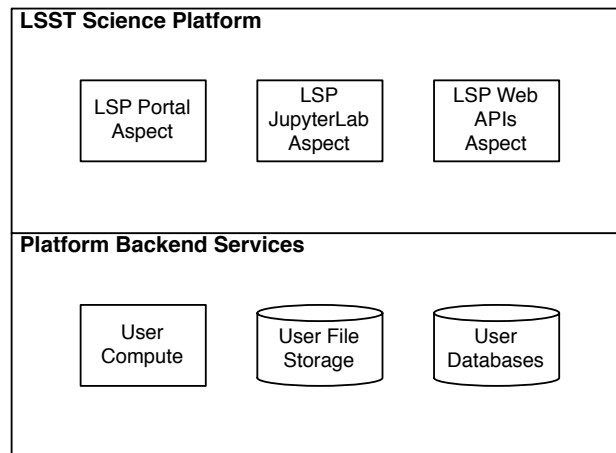 LSST Science Platform
LSP Portal
Aspect
LSP
JupyterLab
Aspect
LSP Web
APIs
Aspect
Platform Backend Services
User
Compute
User File
Storage
User
Databases